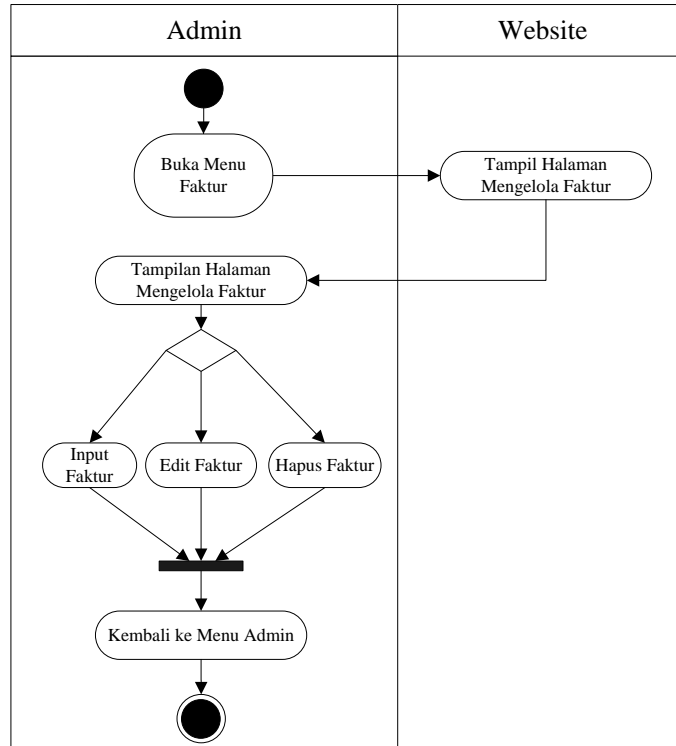 Admin
Website
Buka Menu
Faktur
Tampil Halaman
Mengelola Faktur
Tampilan Halaman
Mengelola Faktur
Input
Faktur
Edit Faktur
Hapus Faktur
Kembali ke Menu Admin